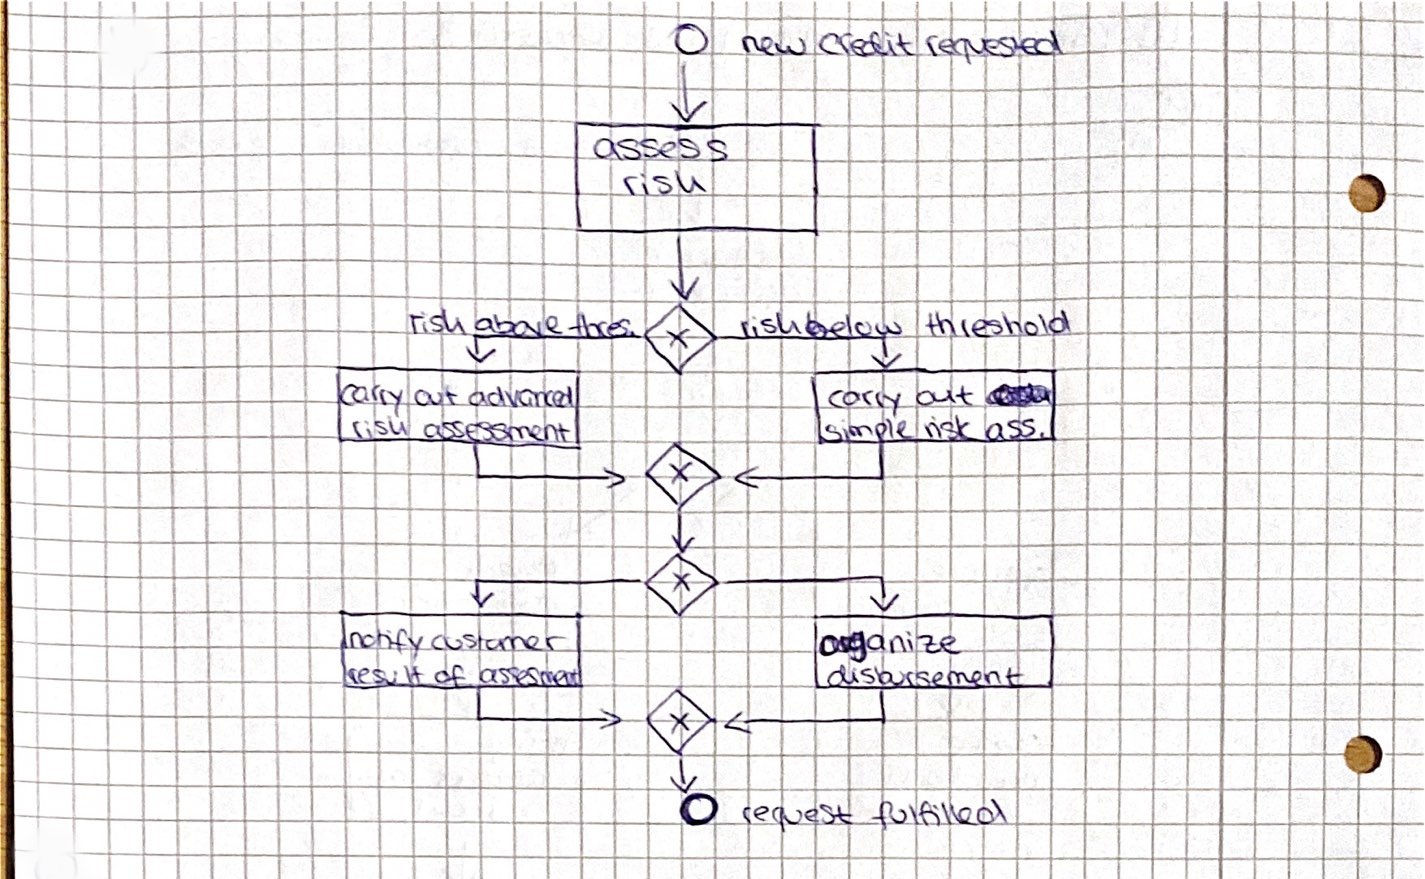 new credit requested
assess
risk
risk above thres.
risk below threshold
carry out advanced
risk assessment
carry out
simple risk ass.
notify customer
result of assesment
organize
disbursement
request fulfilled